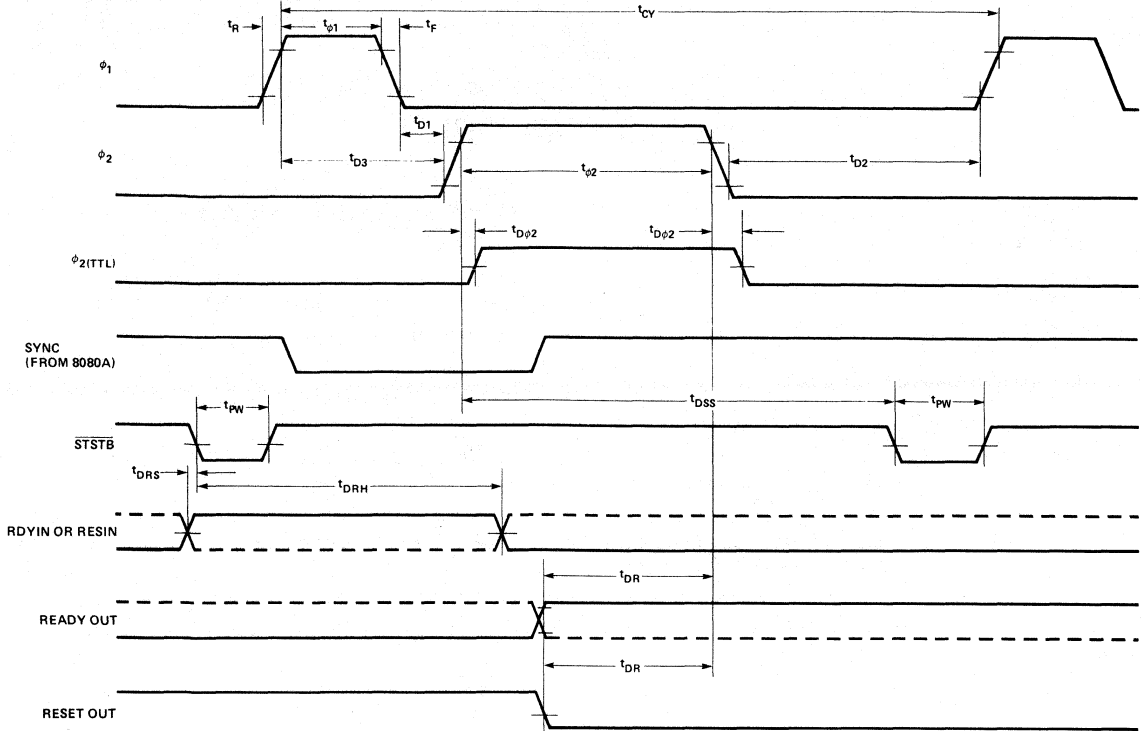 tCY
tR
tϕ1
tF
ϕ1
tD1
ϕ2
tD3
tϕ2
tD2
tDϕ2
tDϕ2
ϕ2(TTL)
SYNC
(FROM 8080A)
tDSS
tPW
tPW
STSTB
tDRS
tDRH
RDYIN OR RESIN
tDR
READY OUT
tDR
RESET OUT